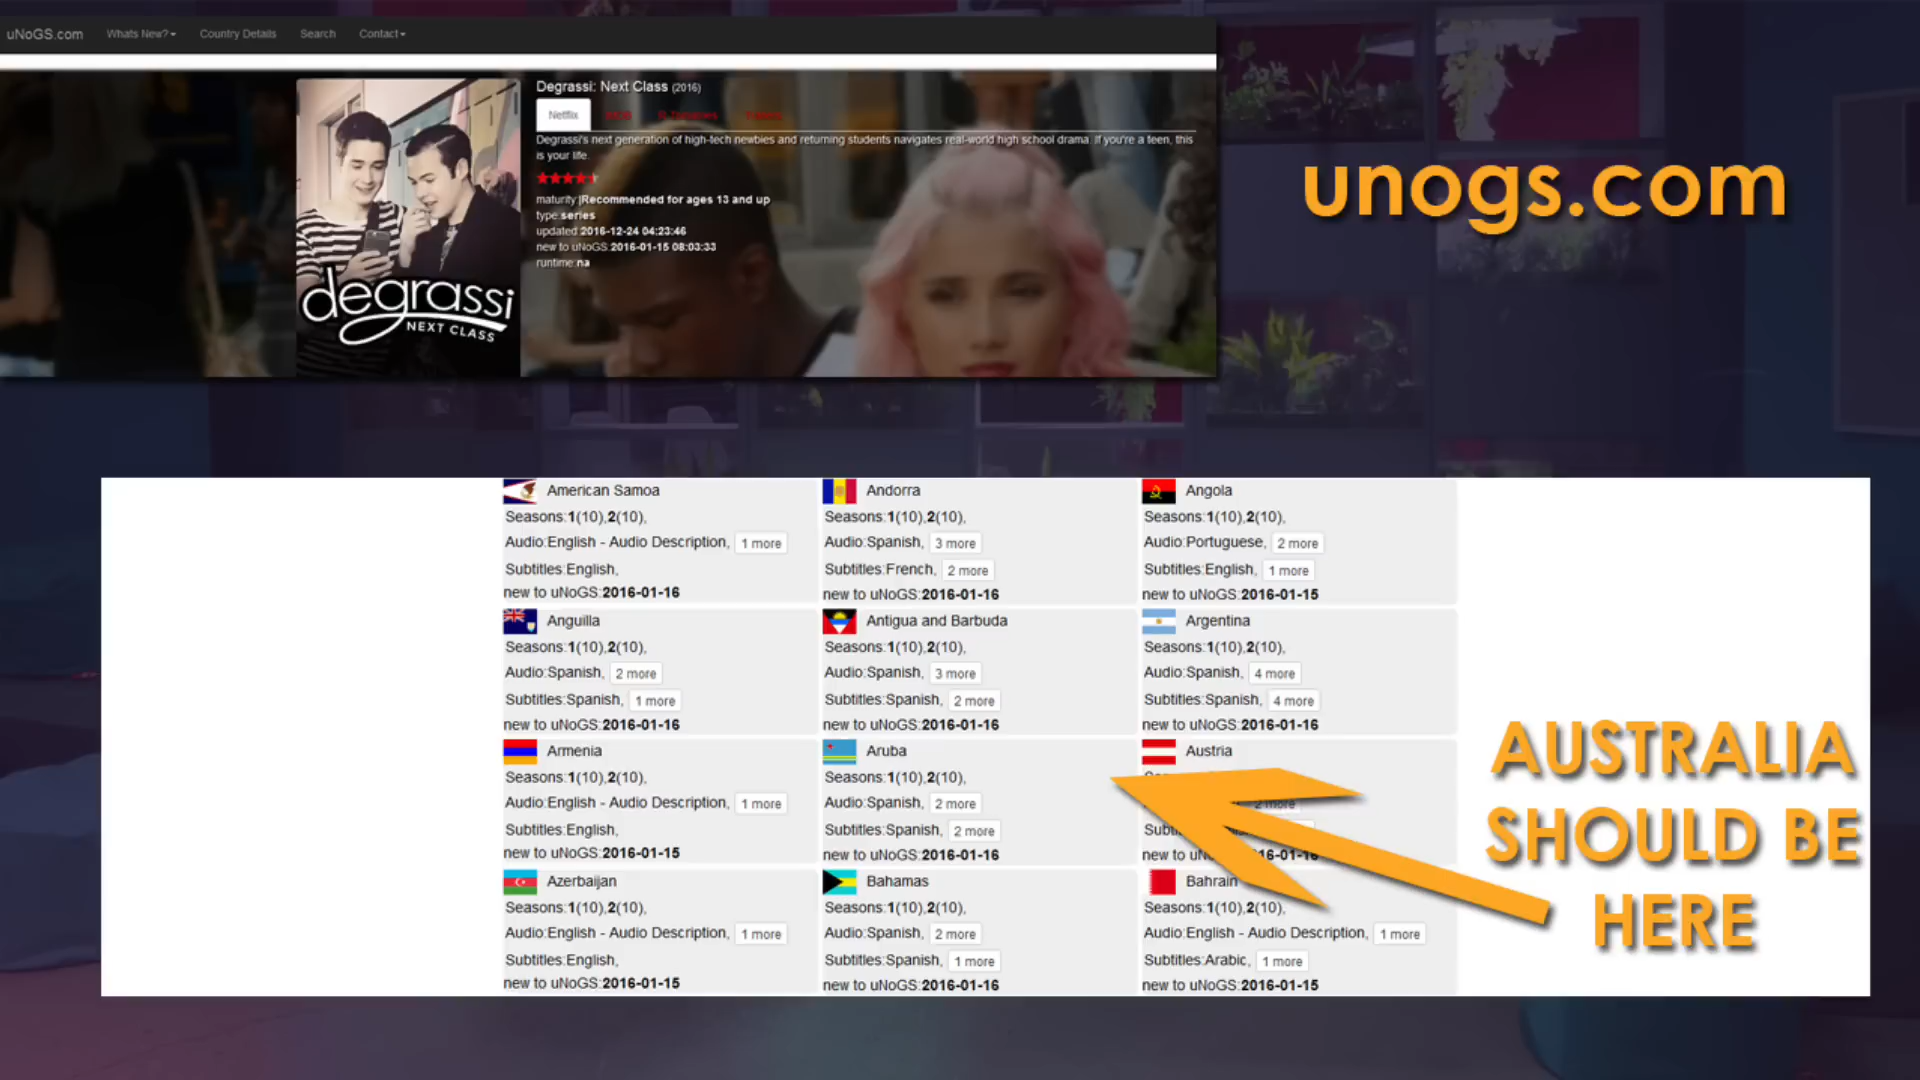 uNoGS.com Whats New? Country Details Search Contact
unogs.com
Degrassi: Next Class (2016)
Netflix
Degrassi's next generation of high-tech newbies and returning students navigates real-world high school drama. If you're a teen, this
is your life.
maturity:|Recommended for ages 13 and up
type:series
updated:2016-12-24 04:23:46
new to uNoGS:2016-01-15 08:03:33
runtime:na
degrassi
NEXT CLASS
American Samoa
Seasons:1(10),2(10),
Audio:English - Audio Description, 1 more
Subtitles:English,
new to uNoGS:2016-01-16
Andorra
Seasons:1(10),2(10),
Audio:Spanish, 3 more
Subtitles:French, 2 more
new to uNoGS:2016-01-16
Angola
Seasons:1(10),2(10),
Audio:Portuguese, 2 more
Subtitles:English, 1 more
new to uNoGS:2016-01-15
Anguilla
Seasons:1(10),2(10),
Audio:Spanish, 2 more
Subtitles:Spanish, 1 more
new to uNoGS:2016-01-16
Antigua and Barbuda
Seasons:1(10),2(10),
Audio:Spanish, 3 more
Subtitles:Spanish, 2 more
new to uNoGS:2016-01-16
Argentina
Seasons:1(10),2(10),
Audio:Spanish, 4 more
Subtitles:Spanish, 4 more
new to uNoGS:2016-01-16
Armenia
Seasons:1(10),2(10),
Audio:English - Audio Description, 1 more
Subtitles:English,
new to uNoGS:2016-01-15
Aruba
Seasons:1(10),2(10),
Audio:Spanish, 2 more
Subtitles:Spanish, 2 more
new to uNoGS:2016-01-16
Austria
2 more
new to
16-01-16
Azerbaijan
Seasons:1(10),2(10),
Audio:English - Audio Description, 1 more
Subtitles:English,
new to uNoGS:2016-01-15
Bahamas
Seasons:1(10),2(10),
Audio:Spanish, 2 more
Subtitles:Spanish, 1 more
new to uNoGS:2016-01-16
Bahrain
Seasons:1(10),2(10),
Audio:English - Audio Description, 1 more
Subtitles:Arabic, 1 more
new to uNoGS:2016-01-15
AUSTRALIA
SHOULD BE
HERE